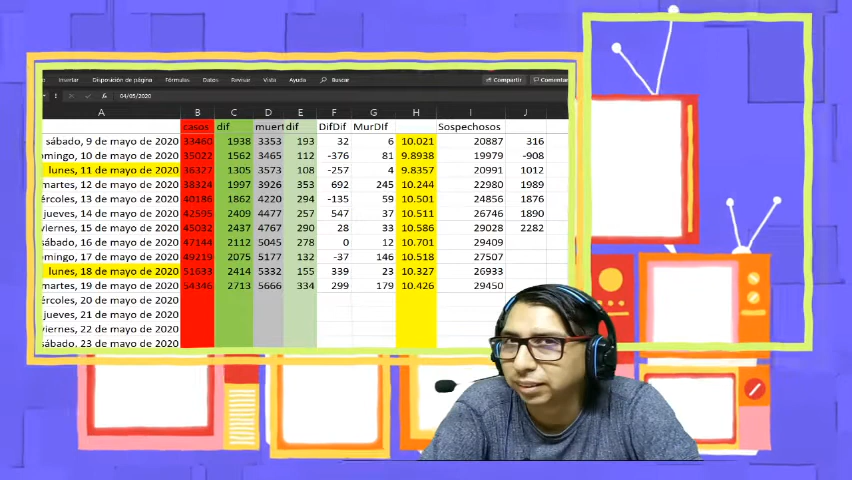 Insertar Disposición de página Fórmulas Datos Revisar Vista Ayuda Buscar Compartir Comentar
fx 04/05/2020
A B C D E F G H I J
casos dif muert dif DifDif MurDIf Sospechosos
sábado, 9 de mayo de 2020 33460 1938 3353 193 32 6 10.021 20887 316
omingo, 10 de mayo de 2020 35022 1562 3465 112 -376 81 9.8938 19979 -908
lunes, 11 de mayo de 2020 36327 1305 3573 108 -257 4 9.8357 20991 1012
martes, 12 de mayo de 2020 38324 1997 3926 353 692 245 10.244 22980 1989
ércoles, 13 de mayo de 2020 40186 1862 4220 294 -135 59 10.501 24856 1876
jueves, 14 de mayo de 2020 42595 2409 4477 257 547 37 10.511 26746 1890
viernes, 15 de mayo de 2020 45032 2437 4767 290 28 33 10.586 29028 2282
sábado, 16 de mayo de 2020 47144 2112 5045 278 0 12 10.701 29409
omingo, 17 de mayo de 2020 49219 2075 5177 132 -37 146 10.518 27507
lunes, 18 de mayo de 2020 51633 2414 5332 155 339 23 10.327 26933
martes, 19 de mayo de 2020 54346 2713 5666 334 299 179 10.426 29450
ércoles, 20 de mayo de 2020
jueves, 21 de mayo de 2020
viernes, 22 de mayo de 2020
sábado, 23 de mayo de 2020